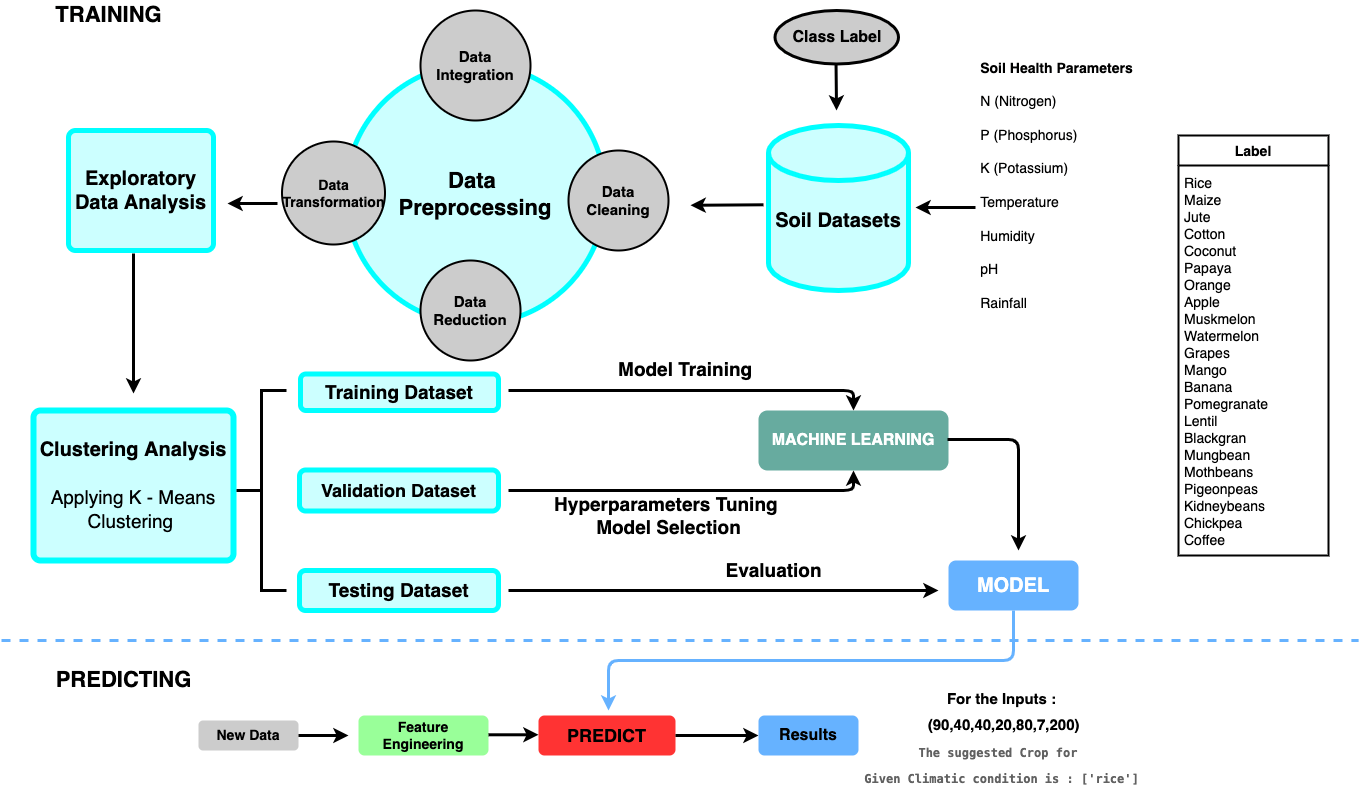 TRAINING
Data
Integration
Class Label
Soil Health Parameters
N (Nitrogen)
P (Phosphorus)
K (Potassium)
Temperature
Humidity
pH
Rainfall
Label
Rice
Maize
Jute
Cotton
Coconut
Papaya
Orange
Apple
Muskmelon
Watermelon
Grapes
Mango
Banana
Pomegranate
Lentil
Blackgran
Mungbean
Mothbeans
Pigeonpeas
Kidneybeans
Chickpea
Coffee
Exploratory
Data Analysis
Data
Transformation
Data
Preprocessing
Data
Cleaning
Soil Datasets
Data
Reduction
Clustering Analysis
Applying K - Means
Clustering
Training Dataset
Model Training
MACHINE LEARNING
Validation Dataset
Hyperparameters Tuning
Model Selection
Testing Dataset
Evaluation
MODEL
PREDICTING
New Data
Feature
Engineering
PREDICT
Results
For the Inputs :
(90,40,40,20,80,7,200)
The suggested Crop for
Given Climatic condition is : ['rice']